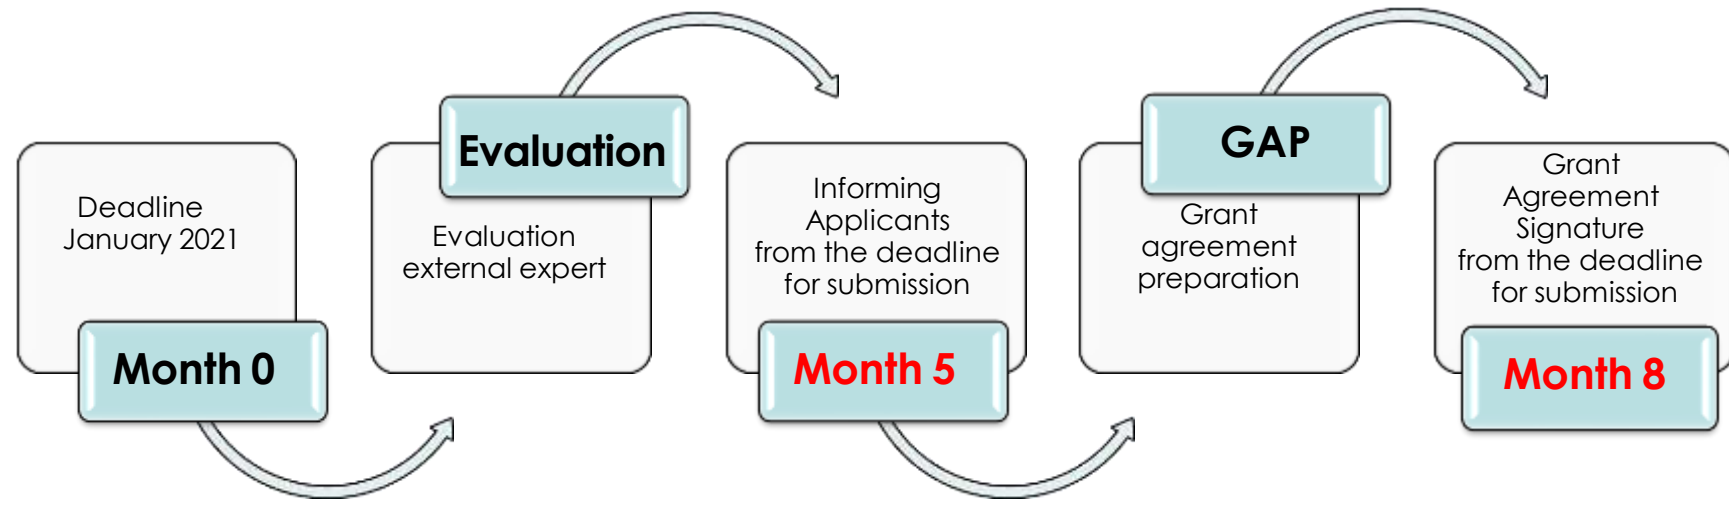 Deadline
January 2021
Month 0
Evaluation
Evaluation
external expert
Informing
Applicants
from the deadline
for submission
Month 5
GAP
Grant
agreement
preparation
Grant
Agreement
Signature
from the deadline
for submission
Month 8